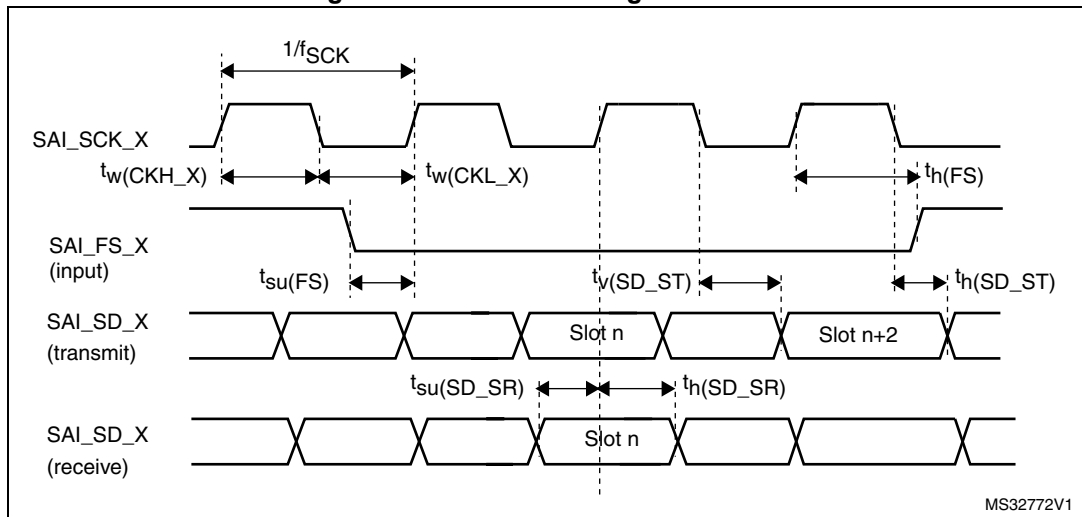 1/fSCK
SAI_SCK_X
tw(CKH_X)
tw(CKL_X)
th(FS)
SAI_FS_X
(input)
tsu(FS)
tv(SD_ST)
th(SD_ST)
SAI_SD_X
(transmit)
Slot n
Slot n+2
tsu(SD_SR)
th(SD_SR)
SAI_SD_X
(receive)
Slot n
MS32772V1